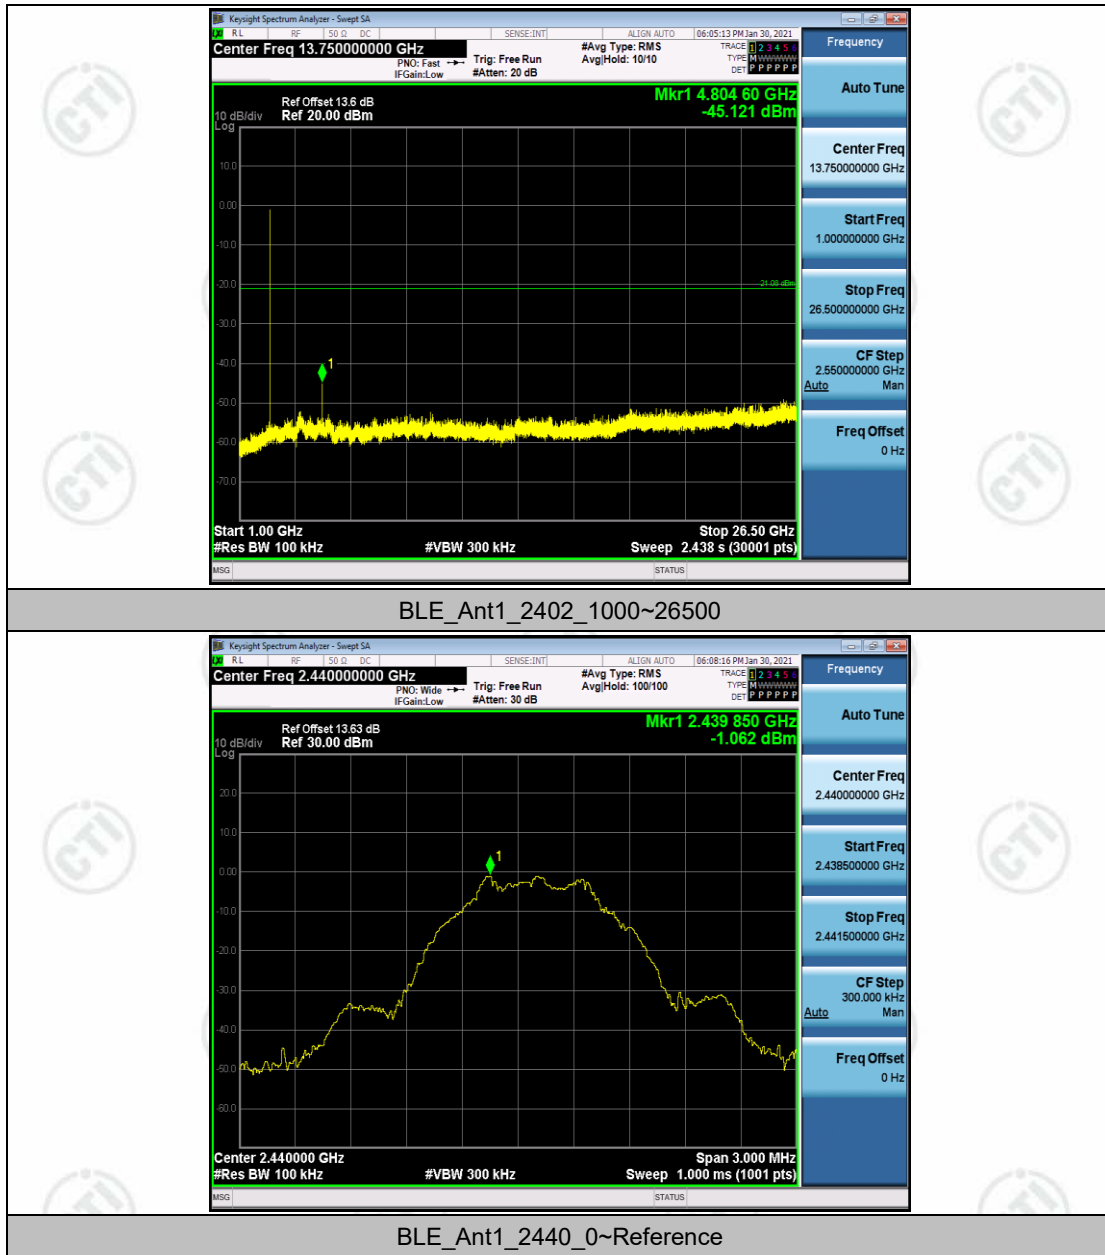 Keysight Spectrum Analyzer - Swept SA
RL RF 50 Ω DC SENSE:INT ALIGN AUTO 06:05:13 PM Jan 30, 2021
Center Freq 13.750000000 GHz
PNO: Fast
IFGain:Low
Trig: Free Run
#Atten: 20 dB
#Avg Type: RMS
Avg|Hold: 10/10
TRACE 1 2 3 4 5 6
TYPE M WWWWW
DET P P P P P P
Frequency
Mkr1 4.804 60 GHz
-45.121 dBm
Ref Offset 13.6 dB
10 dB/div Ref 20.00 dBm
Log
10.0
0.00
-10.0
-20.0
-30.0
-40.0
-50.0
-60.0
-70.0
-21.08 dBm
1
Start 1.00 GHz
Stop 26.50 GHz
#Res BW 100 kHz
#VBW 300 kHz
Sweep 2.438 s (30001 pts)
MSG STATUS
Auto Tune
Center Freq
13.750000000 GHz
Start Freq
1.000000000 GHz
Stop Freq
26.500000000 GHz
CF Step
2.550000000 GHz
Auto Man
Freq Offset
0 Hz
BLE_Ant1_2402_1000~26500
Keysight Spectrum Analyzer - Swept SA
RL RF 50 Ω DC SENSE:INT ALIGN AUTO 06:08:16 PM Jan 30, 2021
Center Freq 2.440000000 GHz
PNO: Wide
IFGain:Low
Trig: Free Run
#Atten: 30 dB
#Avg Type: RMS
Avg|Hold: 100/100
TRACE 1 2 3 4 5 6
TYPE M WWWWW
DET P P P P P P
Frequency
Mkr1 2.439 850 GHz
-1.062 dBm
Ref Offset 13.63 dB
10 dB/div Ref 30.00 dBm
Log
20.0
10.0
0.00
-10.0
-20.0
-30.0
-40.0
-50.0
-60.0
1
Center 2.440000 GHz
Span 3.000 MHz
#Res BW 100 kHz
#VBW 300 kHz
Sweep 1.000 ms (1001 pts)
MSG STATUS
Auto Tune
Center Freq
2.440000000 GHz
Start Freq
2.438500000 GHz
Stop Freq
2.441500000 GHz
CF Step
300.000 kHz
Auto Man
Freq Offset
0 Hz
BLE_Ant1_2440_0~Reference
CTI
CTI
CTI
CTI
CTI
CTI
CTI
CTI